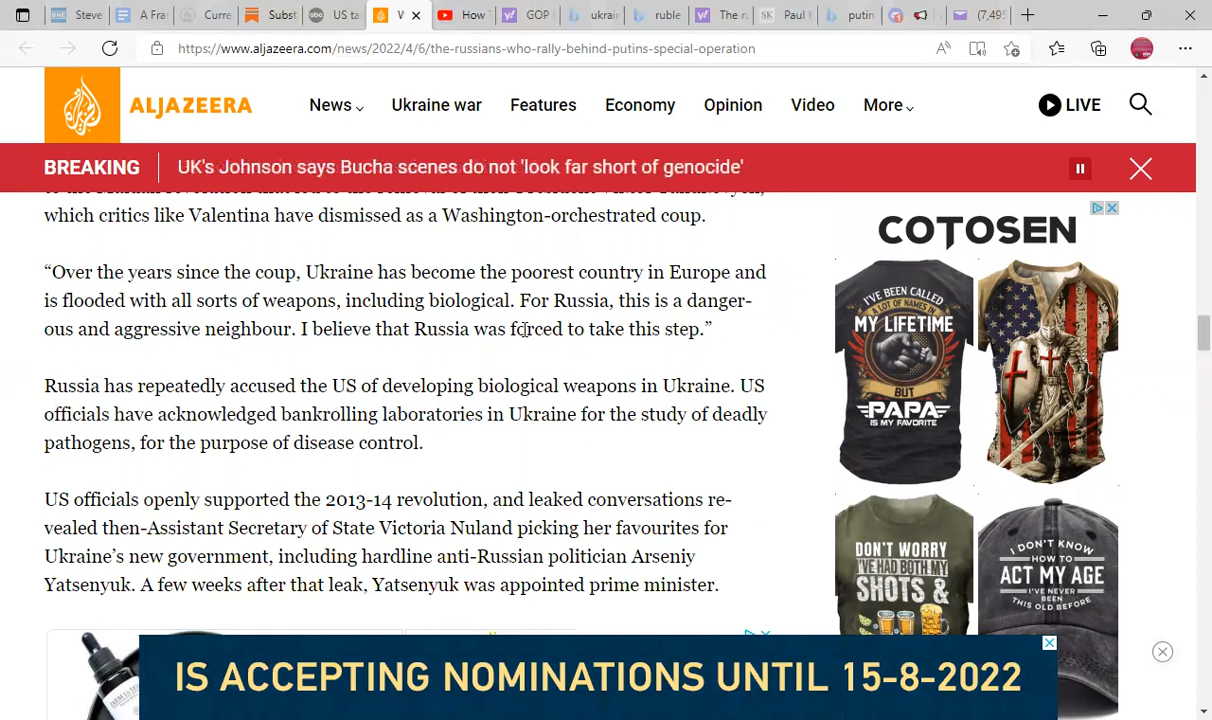 Steve
A Fra
Curre
Subst
US ta
W
How T
GOP
ukrain
ruble
The ru
SK Paul
putin
(7,495
https://www.aljazeera.com/news/2022/4/6/the-russians-who-rally-behind-putins-special-operation
ALJAZEERA
News
Ukraine war
Features
Economy
Opinion
Video
More
LIVE
BREAKING
UK's Johnson says Bucha scenes do not 'look far short of genocide'
which critics like Valentina have dismissed as a Washington-orchestrated coup.
“Over the years since the coup, Ukraine has become the poorest country in Europe and
is flooded with all sorts of weapons, including biological. For Russia, this is a danger-
ous and aggressive neighbour. I believe that Russia was forced to take this step.”
Russia has repeatedly accused the US of developing biological weapons in Ukraine. US
officials have acknowledged bankrolling laboratories in Ukraine for the study of deadly
pathogens, for the purpose of disease control.
US officials openly supported the 2013-14 revolution, and leaked conversations re-
vealed then-Assistant Secretary of State Victoria Nuland picking her favourites for
Ukraine’s new government, including hardline anti-Russian politician Arseniy
Yatsenyuk. A few weeks after that leak, Yatsenyuk was appointed prime minister.
COTOSEN
I'VE BEEN CALLED
A LOT OF NAMES IN
MY LIFETIME
BUT
PAPA
IS MY FAVORITE
DON'T WORRY
I'VE HAD BOTH MY
SHOTS &
I DON'T KNOW
HOW TO
ACT MY AGE
I'VE NEVER
BEEN
THIS OLD BEFORE
IS ACCEPTING NOMINATIONS UNTIL 15-8-2022